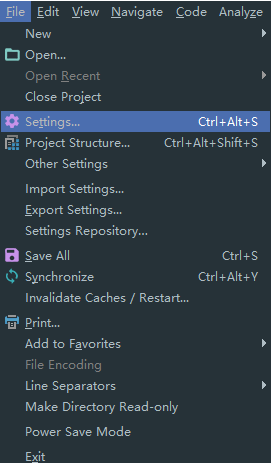 File Edit View Navigate Code Analyze
New
Open...
Open Recent
Close Project
Settings... Ctrl+Alt+S
Project Structure... Ctrl+Alt+Shift+S
Other Settings
Import Settings...
Export Settings...
Settings Repository...
Save All Ctrl+S
Synchronize Ctrl+Alt+Y
Invalidate Caches / Restart...
Print...
Add to Favorites
File Encoding
Line Separators
Make Directory Read-only
Power Save Mode
Exit